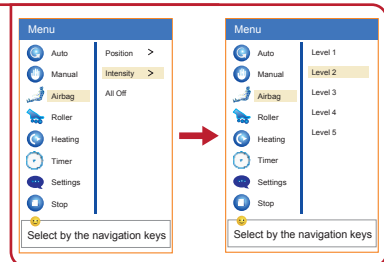 Menu
Auto
Manual
Airbag
Roller
Heating
Timer
Settings
Stop
Position >
Intensity >
All Off
Select by the navigation keys
Menu
Auto
Manual
Airbag
Roller
Heating
Timer
Settings
Stop
Level 1
Level 2
Level 3
Level 4
Level 5
Select by the navigation keys